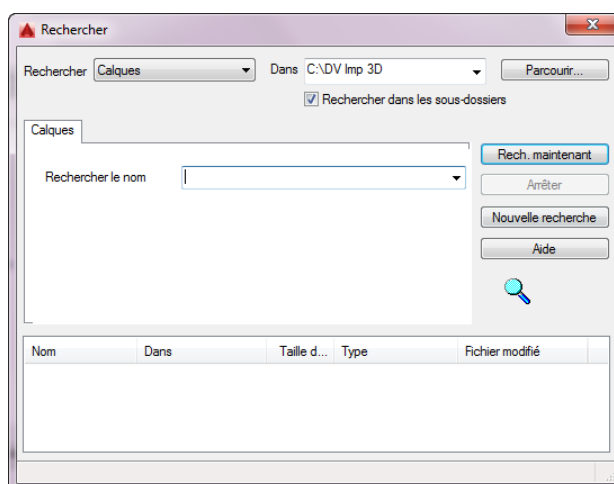 Rechercher
Rechercher Calques Dans C:\DV Imp 3D Parcourir...
Rechercher dans les sous-dossiers
Calques
Rech. maintenant
Rechercher le nom
Arrêter
Nouvelle recherche
Aide
Nom Dans Taille d... Type Fichier modifié